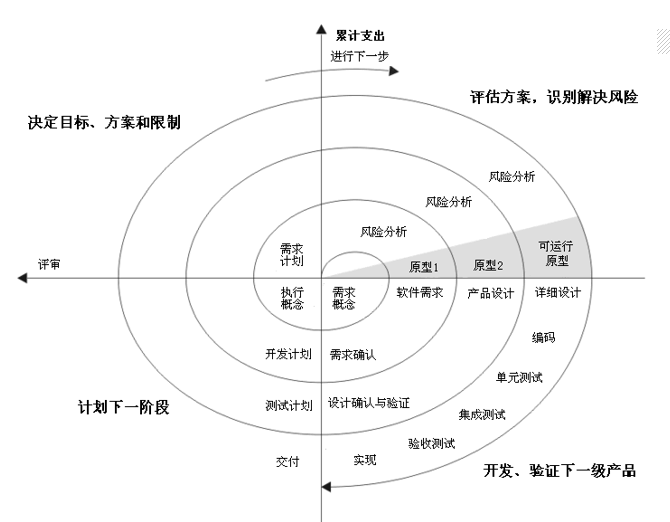 累计支出
进行下一步
评估方案，识别解决风险
决定目标、方案和限制
风险分析
风险分析
风险分析
需求
计划
可运行
原型
原型1
原型2
评审
执行
概念
需求
概念
软件需求
产品设计
详细设计
编码
开发计划
需求确认
单元测试
计划下一阶段
测试计划
设计确认与验证
集成测试
验收测试
交付
实现
开发、验证下一级产品